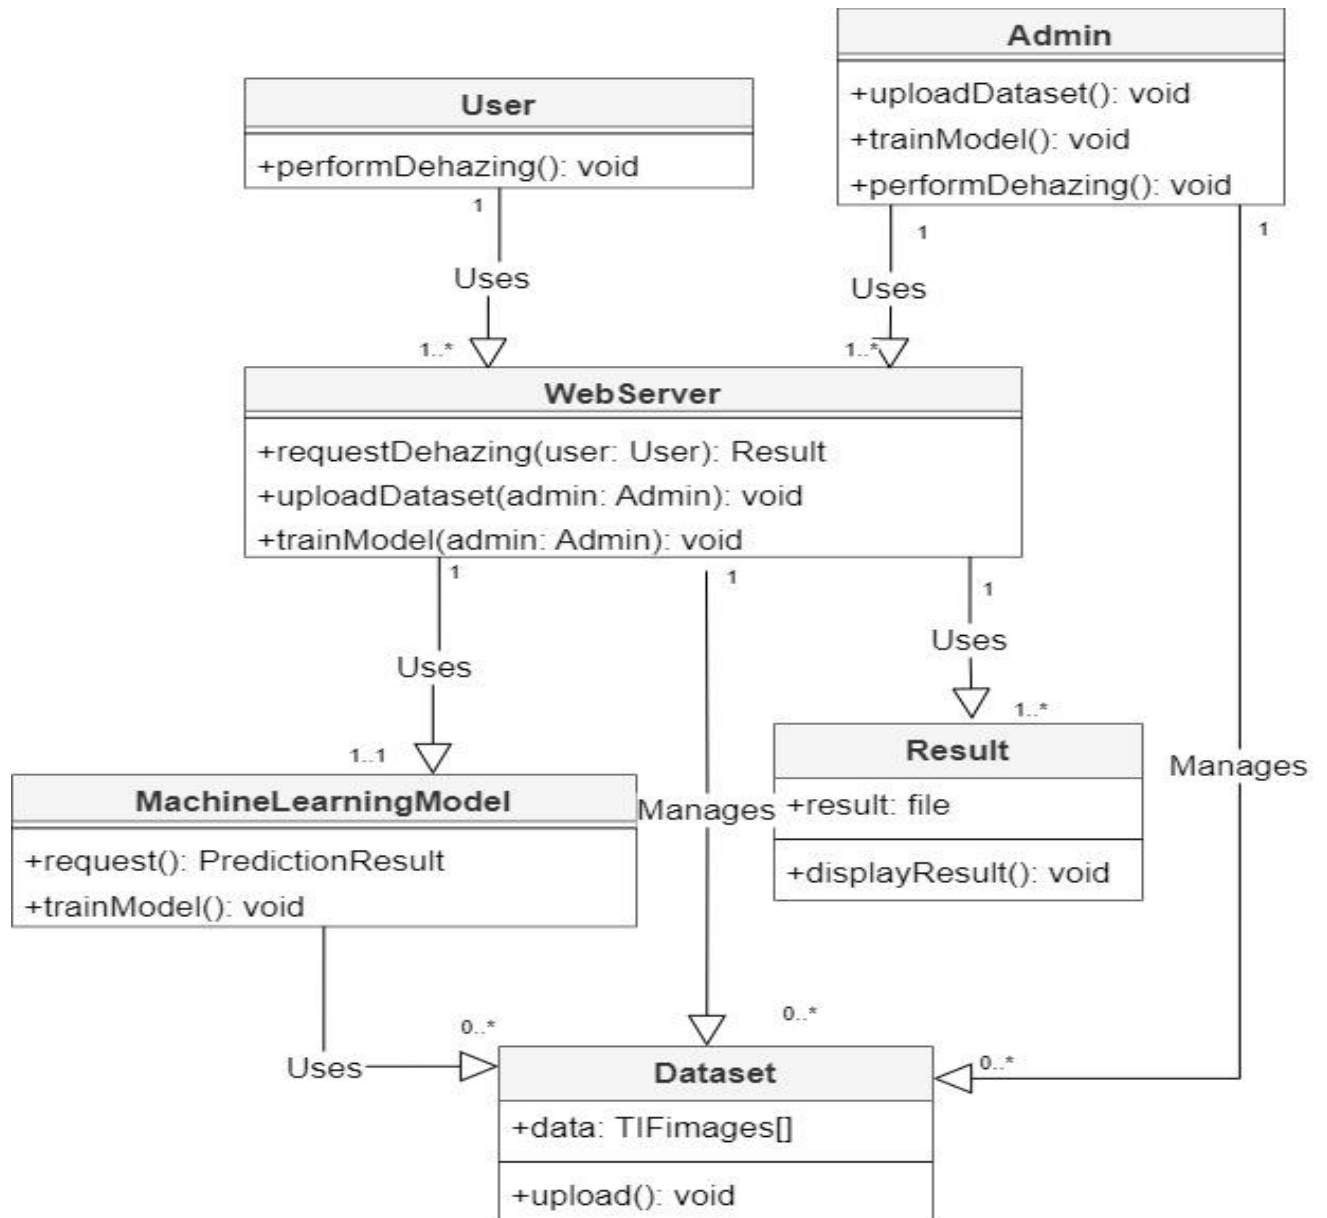 Admin
+uploadDataset(): void
+trainModel(): void
+performDehazing(): void
User
+performDehazing(): void
1
1
1
Uses
Uses
1..*
1..*
WebServer
+requestDehazing(user: User): Result
+uploadDataset(admin: Admin): void
+trainModel(admin: Admin): void
1
1
1
Uses
Uses
1..1
1..*
MachineLearningModel
+request(): PredictionResult
+trainModel(): void
Manages
Result
+result: file
+displayResult(): void
Manages
Uses
0..*
0..*
0..*
Dataset
+data: TIFimages[]
+upload(): void